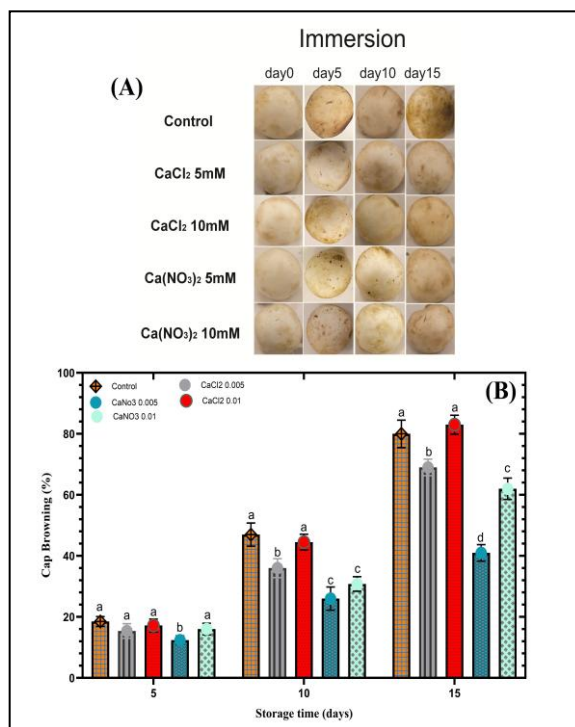 Immersion
day0 day5 day10 day15
(A)
Control
CaCl₂ 5mM
CaCl₂ 10mM
Ca(NO₃)₂ 5mM
Ca(NO₃)₂ 10mM
(B)
Control
CaCl2 0.005
CaNo3 0.005
CaCl2 0.01
CaNO3 0.01
Cap Browning (%)
100
80
60
40
20
0
a a a b a
a b a c c
a b a d c
5 10 15
Storage time (days)